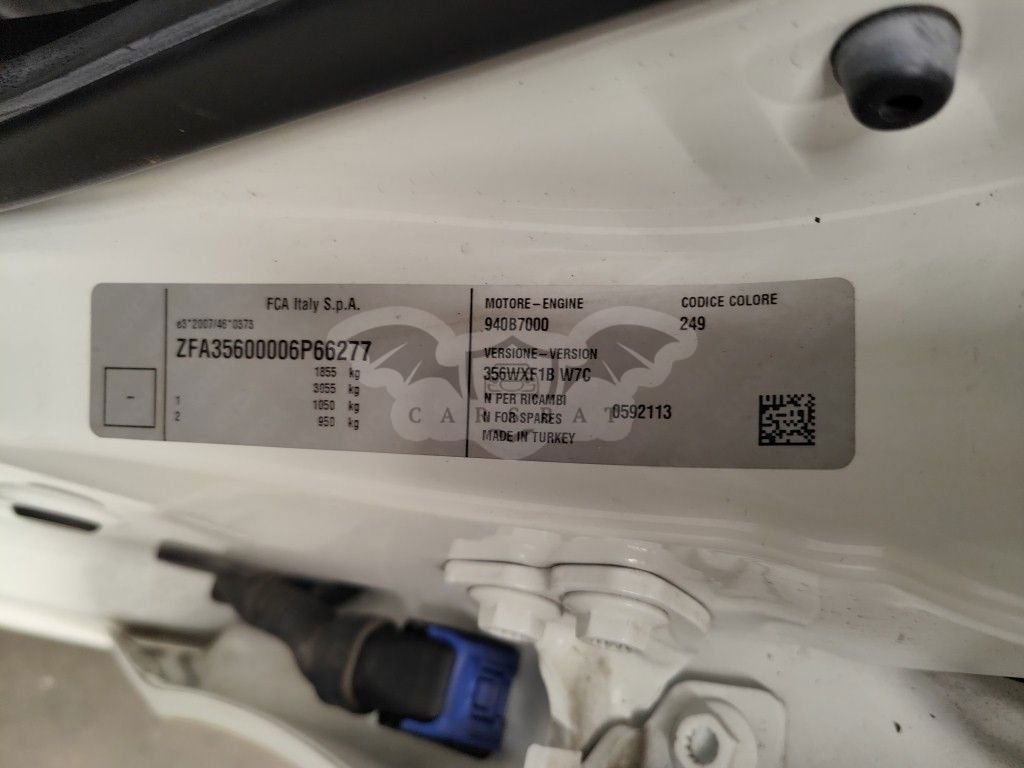 FCA Italy S.p.A.
e3*2007/46*0373
ZFA35600006P66277
1855 kg
3055 kg
1 1050 kg
2 950 kg
-
MOTORE-ENGINE
940B7000
CODICE COLORE
249
VERSIONE-VERSION
356WXF1B W7C
N PER RICAMBI
N FOR SPARES 0592113
MADE IN TURKEY
CARSBAT